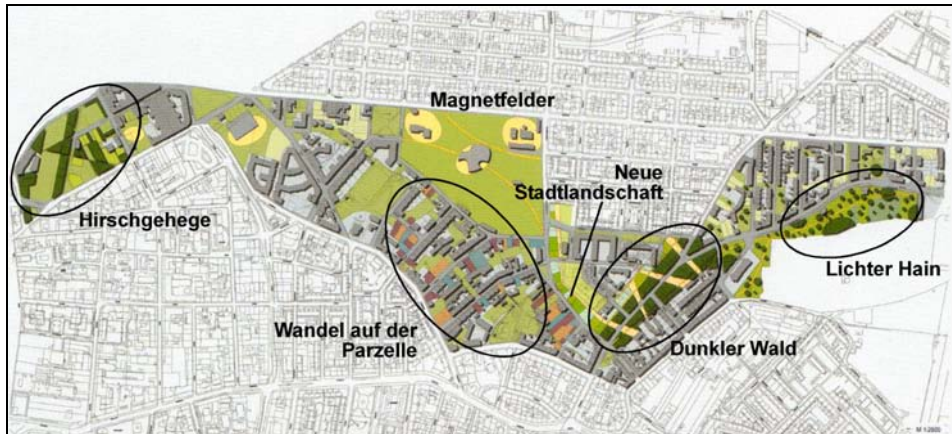 Magnetfelder
Neue
Stadtlandschaft
Hirschgehege
Lichter Hain
Wandel auf der
Parzelle
Dunkler Wald